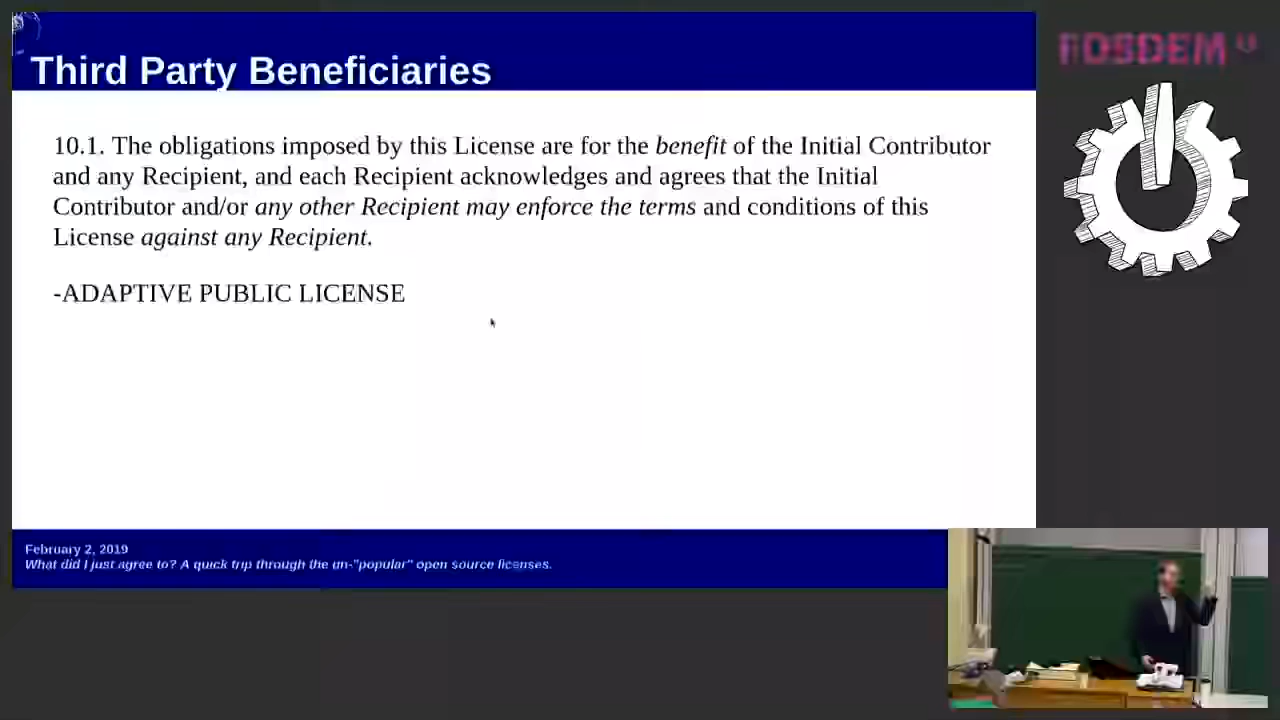 Third Party Beneficiaries
10.1. The obligations imposed by this License are for the benefit of the Initial Contributor
and any Recipient, and each Recipient acknowledges and agrees that the Initial
Contributor and/or any other Recipient may enforce the terms and conditions of this
License against any Recipient.
-ADAPTIVE PUBLIC LICENSE
February 2, 2019
What did I just agree to? A quick trip through the un-"popular" open source licenses.
FOSDEM